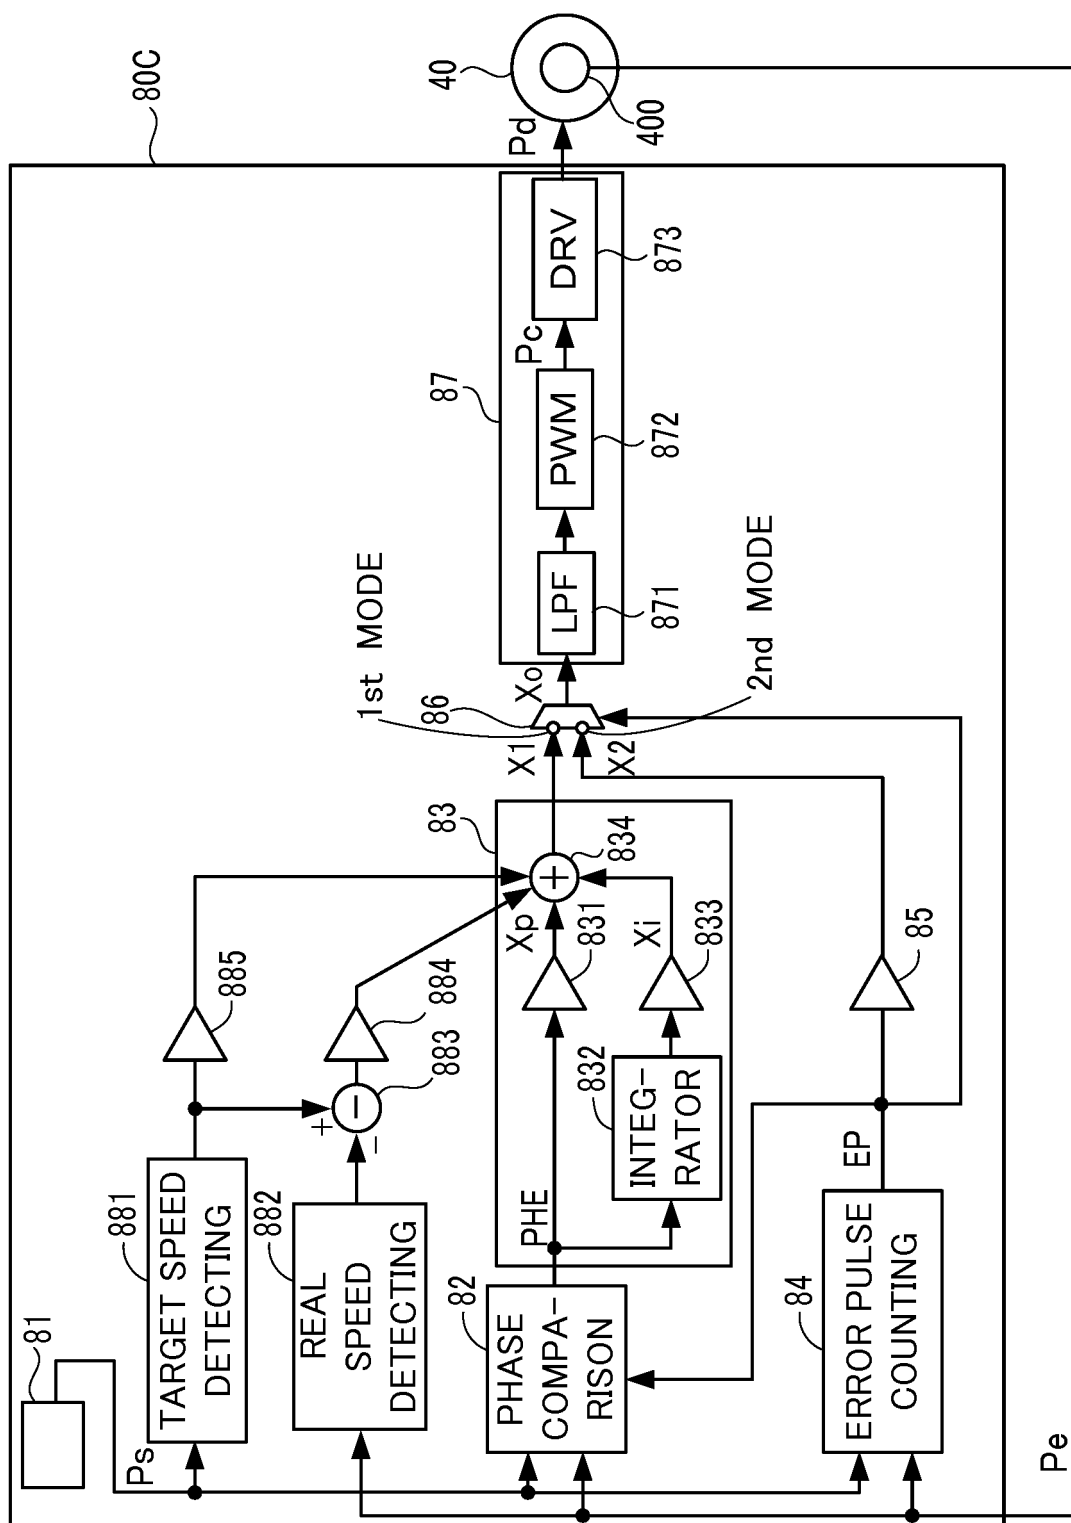 80C
81
Ps
881
TARGET SPEED
DETECTING
885
882
REAL
SPEED
DETECTING
+
−
−
883
884
82
PHASE
COMPA−
RISON
PHE
83
Xp
831
832
INTEG−
RATOR
Xi
833
+
834
84
ERROR PULSE
COUNTING
EP
85
X1
X2
86
1st MODE
2nd MODE
Xo
87
LPF
871
PWM
872
Pc
DRV
873
Pd
40
400
Pe